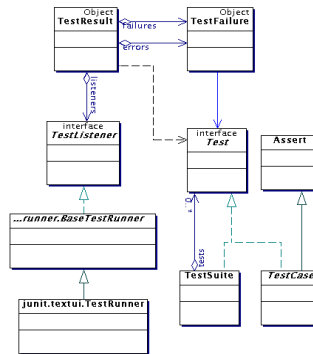 Object
TestResult
Object
TestFailure
failures
errors
listeners
interface
TestListener
interface
Test
Assert
...runner.BaseTestRunner
0..*
tests
TestSuite
TestCase
junit.textui.TestRunner